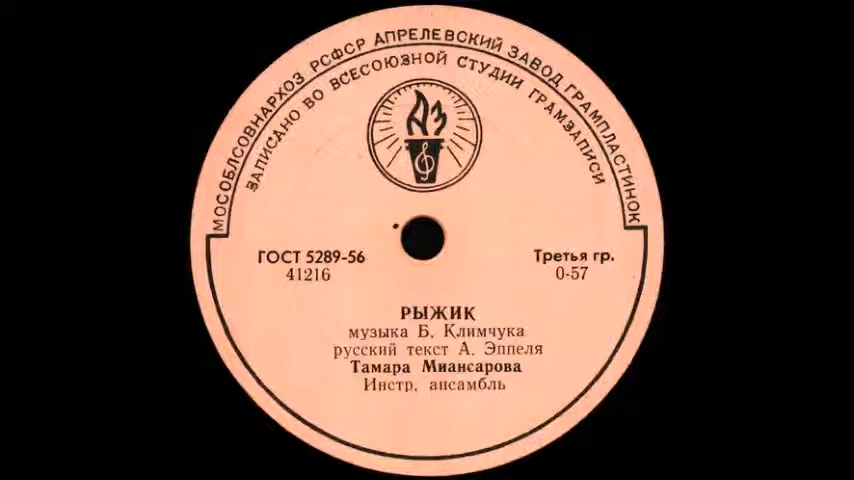 МОСОБЛСОВНАРХОЗ РСФСР АПРЕЛЕВСКИЙ ЗАВОД ГРАМПЛАСТИНОК
ЗАПИСАНО ВО ВСЕСОЮЗНОЙ СТУДИИ ГРАМЗАПИСИ
АЗ
ГОСТ 5289-56 Третья гр.
41216 0-57
РЫЖИК
музыка Б. Климчука
русский текст А. Эппеля
Тамара Миансарова
Инстр. ансамбль